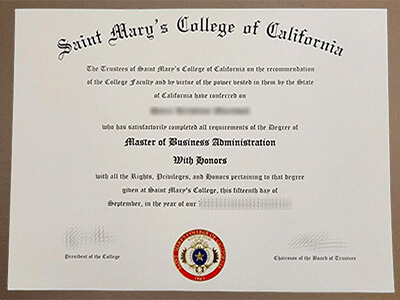 Saint Mary's College of California
The Trustees of Saint Mary's College of California on the recommendation
of the College Faculty and by virtue of the power vested in them by the State
of California have conferred on
who has satisfactorily completed all requirements of the Degree of
Master of Business Administration
With Honors
with all the Rights, Privileges, and Honors pertaining to that degree
given at Saint Mary's College, this fifteenth day of
September, in the year of our
President of the College
Chairman of the Board of Trustees